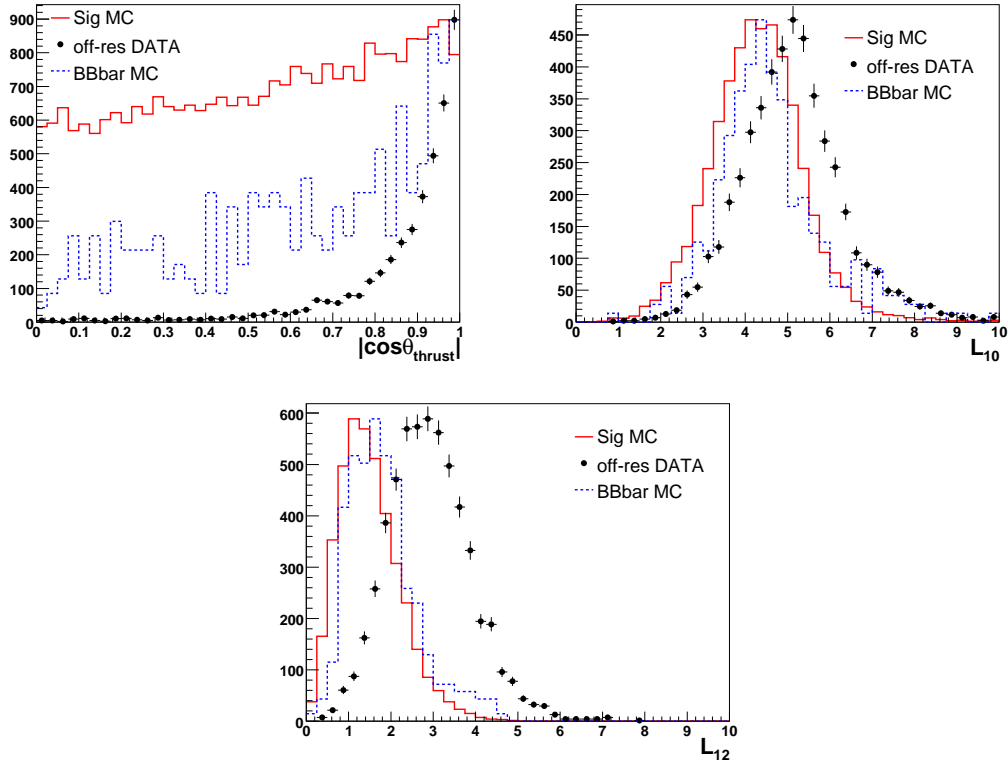 900
800
700
600
500
400
300
200
100
0
Sig MC
off-res DATA
BBbar MC
0 0.1 0.2 0.3 0.4 0.5 0.6 0.7 0.8 0.9 1
|cosθthrust|
450
400
350
300
250
200
150
100
50
0
Sig MC
off-res DATA
BBbar MC
0 1 2 3 4 5 6 7 8 9 10
L10
600
500
400
300
200
100
0
Sig MC
off-res DATA
BBbar MC
0 1 2 3 4 5 6 7 8 9 10
L12